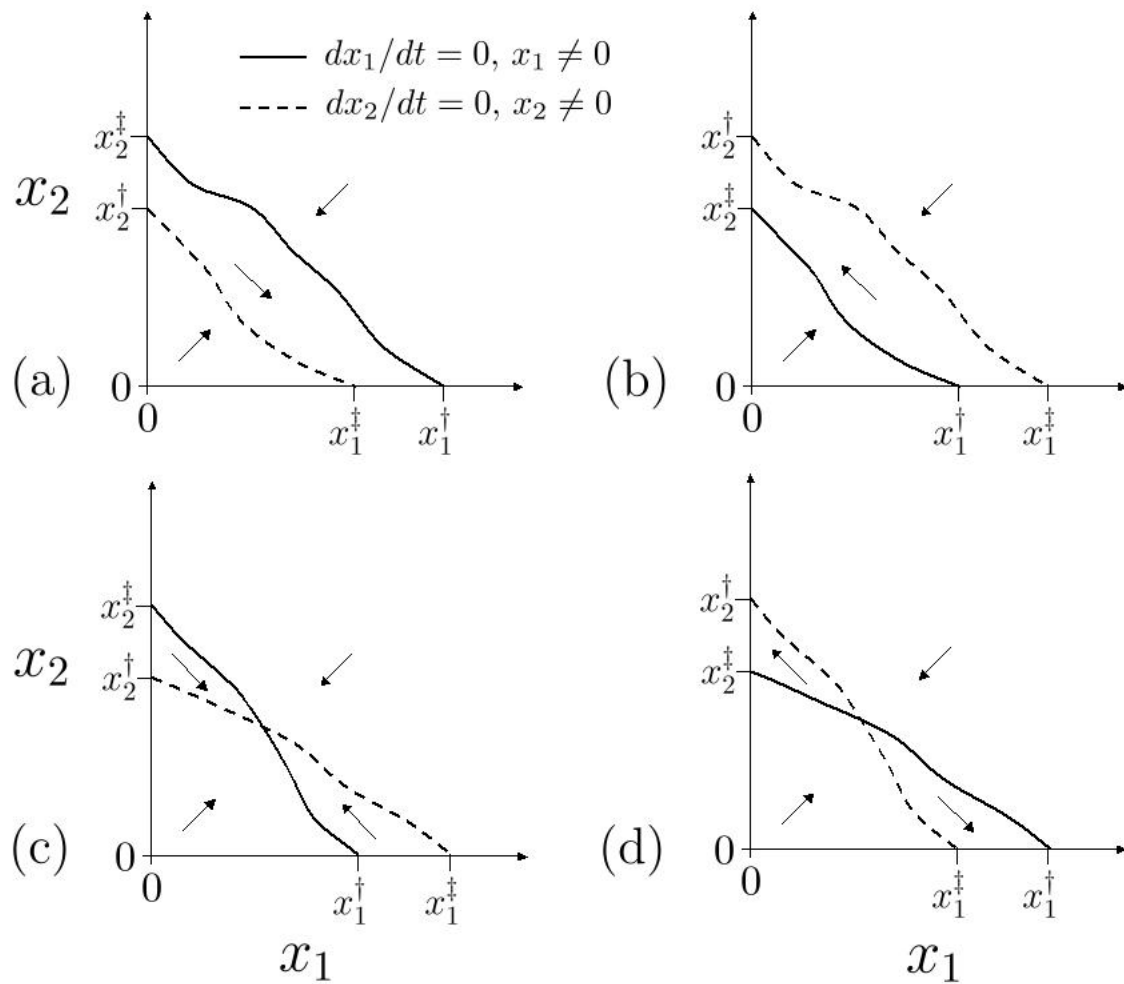 dx₁/dt = 0, x₁ ≠ 0
dx₂/dt = 0, x₂ ≠ 0
x₂‡
x₂
x₂†
(a)
0
0
x₁‡
x₁†
x₂†
x₂‡
(b)
0
0
x₁†
x₁‡
x₂‡
x₂
x₂†
(c)
0
0
x₁†
x₁‡
x₁
x₂†
x₂‡
(d)
0
0
x₁‡
x₁†
x₁